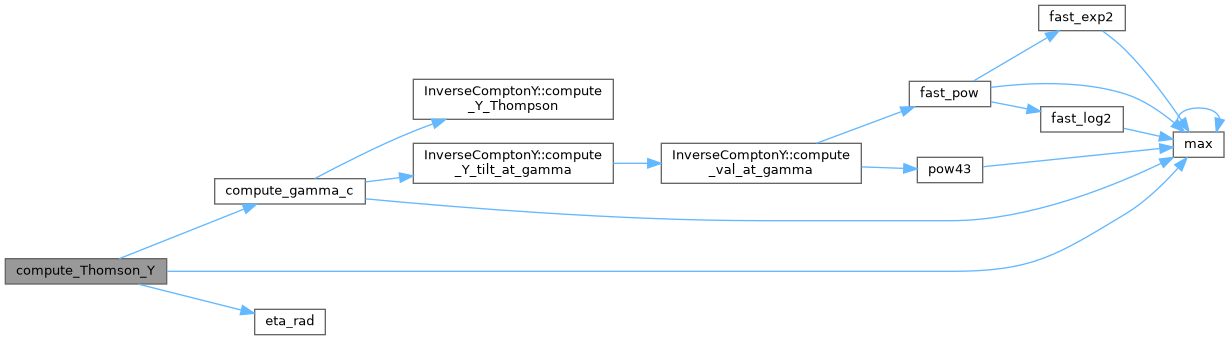 fast_exp2
InverseComptonY::compute
_Y_Thompson
fast_pow
fast_log2
max
InverseComptonY::compute
_Y_tilt_at_gamma
InverseComptonY::compute
_val_at_gamma
pow43
compute_gamma_c
compute_Thomson_Y
eta_rad